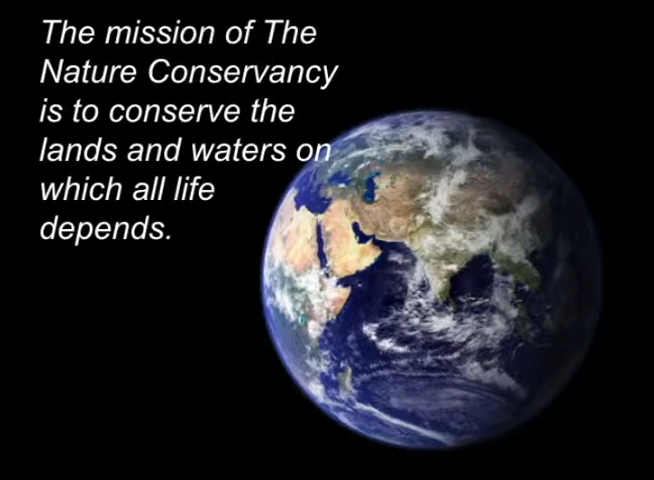 The mission of The
Nature Conservancy
is to conserve the
lands and waters on
which all life
depends.